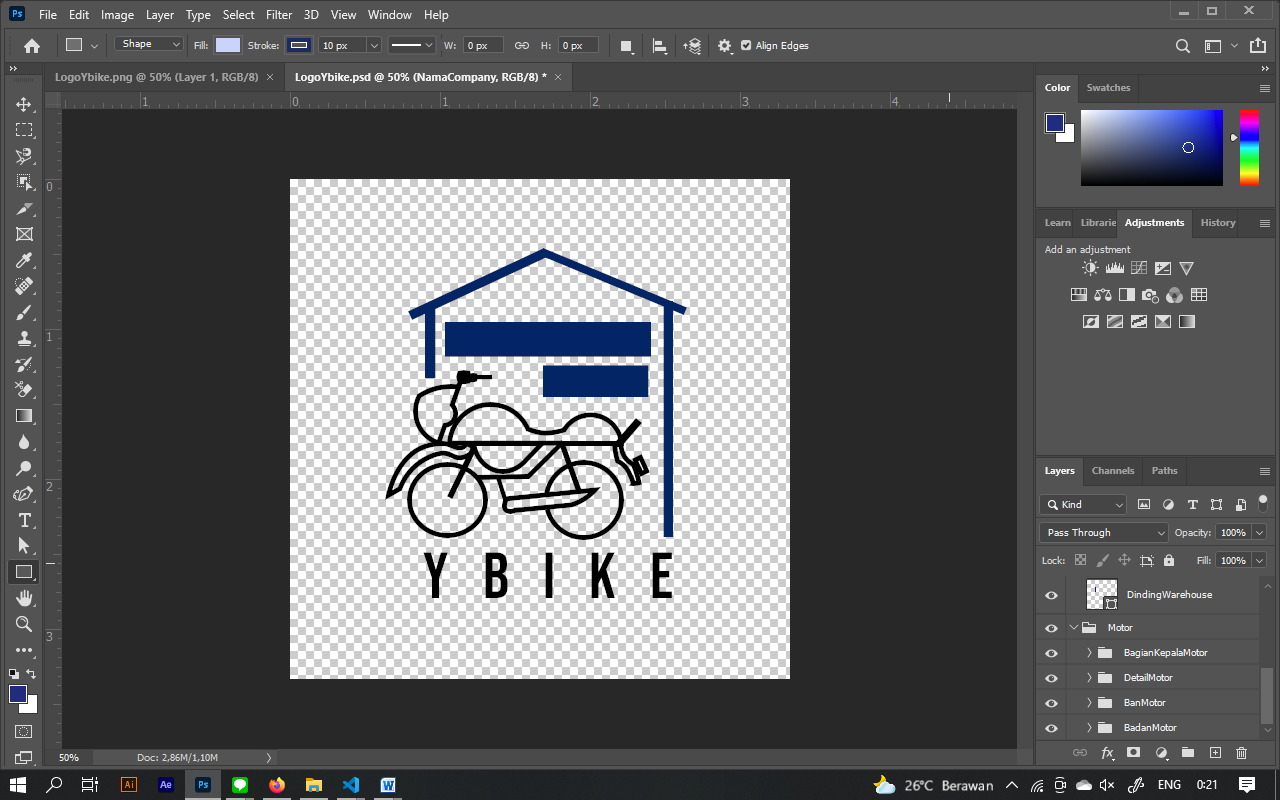 Ps File Edit Image Layer Type Select Filter 3D View Window Help
Shape Fill: Stroke: 10 px W: 0 px H: 0 px Align Edges
LogoYbike.png @ 50% (Layer 1, RGB/8) × LogoYbike.psd @ 50% (NamaCompany, RGB/8) * ×
1 0 1 2 3 4
0
1
2
3
Color Swatches
Learn Librarie Adjustments History
Add an adjustment
YBIKE
Layers Channels Paths
Kind
Pass Through Opacity: 100%
Lock: Fill: 100%
DindingWarehouse
Motor
BagianKepalaMotor
DetailMotor
BanMotor
BadanMotor
50% Doc: 2,86M/1,10M
Ai Ae Ps W 26°C Berawan ENG 0:21